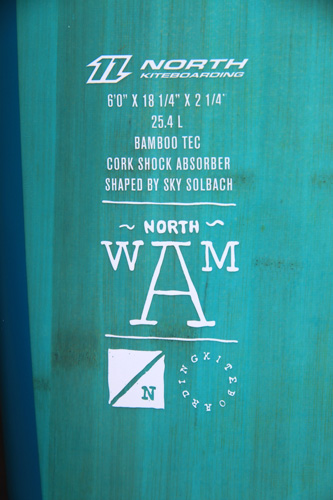 NORTH
KITEBOARDING
6'0" X 18 1/4" X 2 1/4"
25.4 L
BAMBOO TEC
CORK SHOCK ABSORBER
SHAPED BY SKY SOLBACH
~ NORTH ~
WAM
N
KITEBOARDING